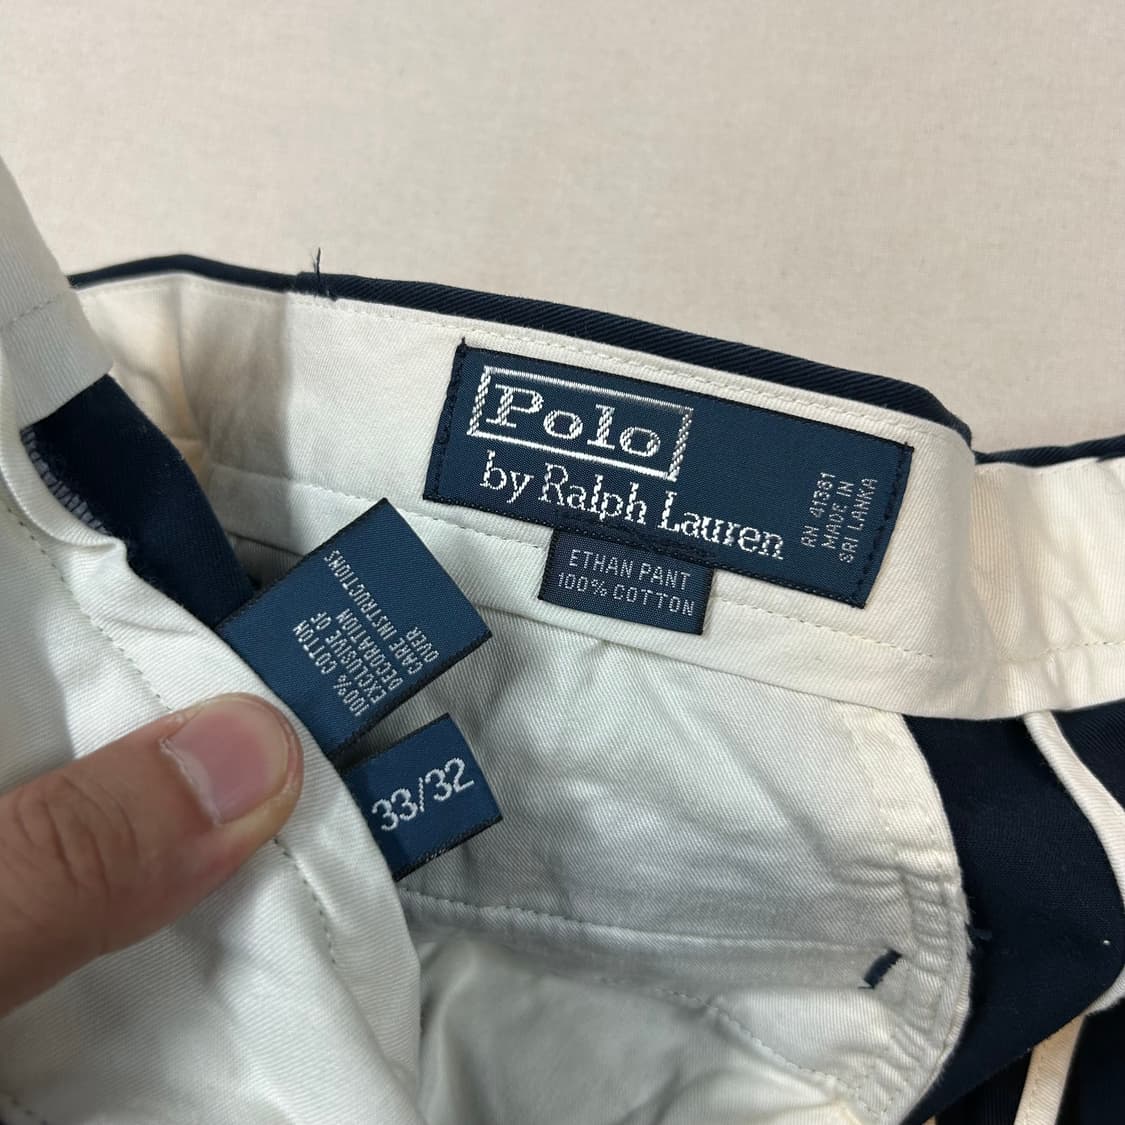 Polo
by Ralph Lauren
RN 41381
MADE IN
SRI LANKA
ETHAN PANT
100% COTTON
100% COTTON
EXCLUSIVE OF
DECORATION
CARE INSTRUCTIONS
OVER
33/32